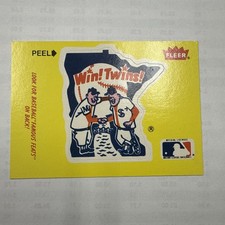 PEEL
FLEER
Win! Twins!
M
S
®
LOOK FOR BASEBALL'S FAMOUS FEATS
ON BACK!